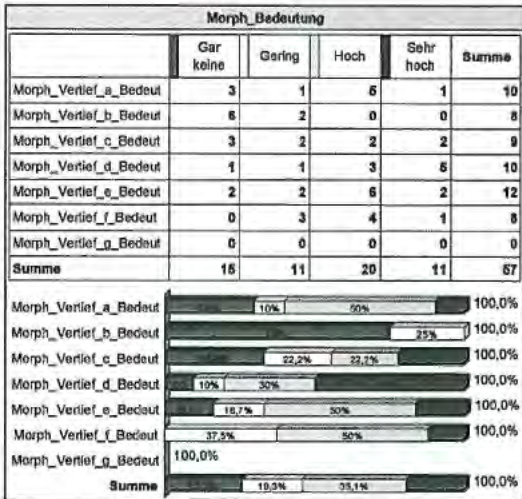 Morph_Bedeutung
Gar keine Gering Hoch Sehr hoch Summe
Morph_Vertief_a_Bedeut 3 1 5 1 10
Morph_Vertief_b_Bedeut 6 2 0 0 8
Morph_Vertief_c_Bedeut 3 2 2 2 9
Morph_Vertief_d_Bedeut 1 1 3 5 10
Morph_Vertief_e_Bedeut 2 2 6 2 12
Morph_Vertief_f_Bedeut 0 3 4 1 8
Morph_Vertief_g_Bedeut 0 0 0 0 0
Summe 15 11 20 11 57
Morph_Vertief_a_Bedeut 10% 50% 100,0%
Morph_Vertief_b_Bedeut 25% 100,0%
Morph_Vertief_c_Bedeut 22,2% 22,2% 100,0%
Morph_Vertief_d_Bedeut 10% 30% 100,0%
Morph_Vertief_e_Bedeut 16,7% 50% 100,0%
Morph_Vertief_f_Bedeut 37,5% 50% 100,0%
Morph_Vertief_g_Bedeut 100,0%
Summe 19,3% 35,1% 100,0%